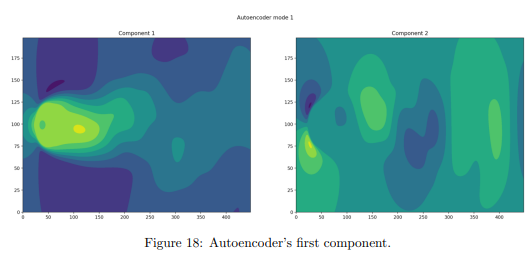 Autoencoder mode 1
Component 1
Component 2
175
150
125
100
75
50
25
0
0 50 100 150 200 250 300 350 400
175
150
125
100
75
50
25
0
0 50 100 150 200 250 300 350 400
Figure 18: Autoencoder's first component.